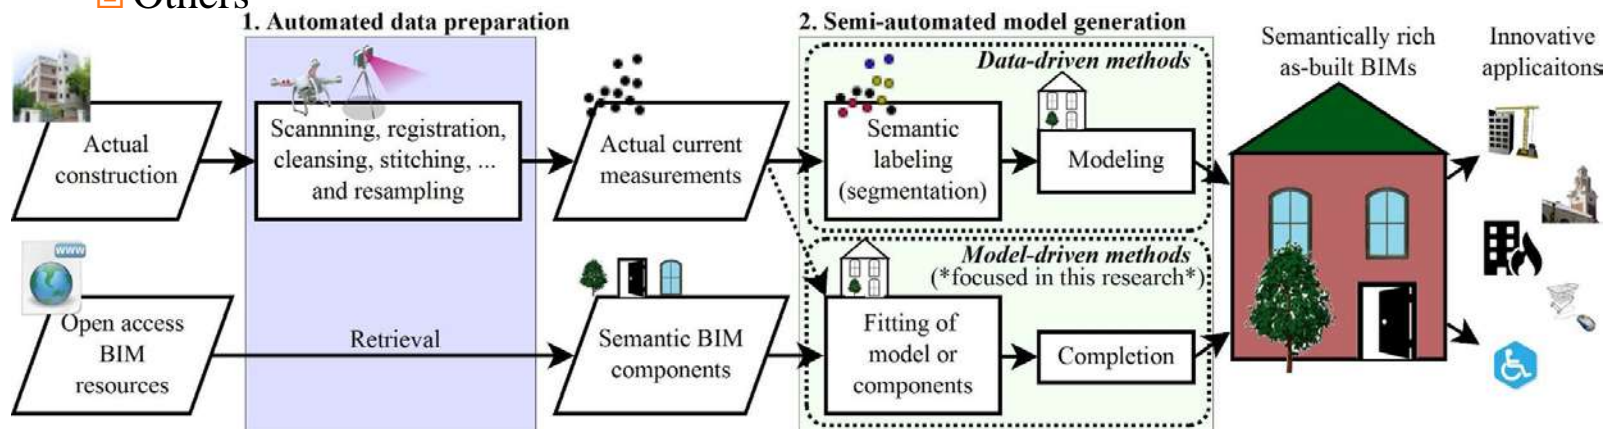 Others
1. Automated data preparation
2. Semi-automated model generation
Actual
construction
Scannning, registration,
cleansing, stitching, ...
and resampling
Actual current
measurements
Data-driven methods
Semantic
labeling
(segmentation)
Modeling
Semantically rich
as-built BIMs
Innovative
applicaitons
www
Open access
BIM
resources
Retrieval
Semantic BIM
components
Model-driven methods
(*focused in this research*)
Fitting of
model or
components
Completion